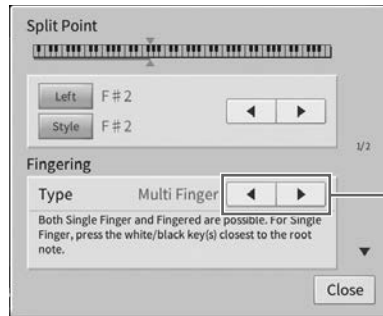 Split Point
Left F#2
Style F#2
1/2
Fingering
Type Multi Finger
Both Single Finger and Fingered are possible. For Single
Finger, press the white/black key(s) closest to the root
note.
Close